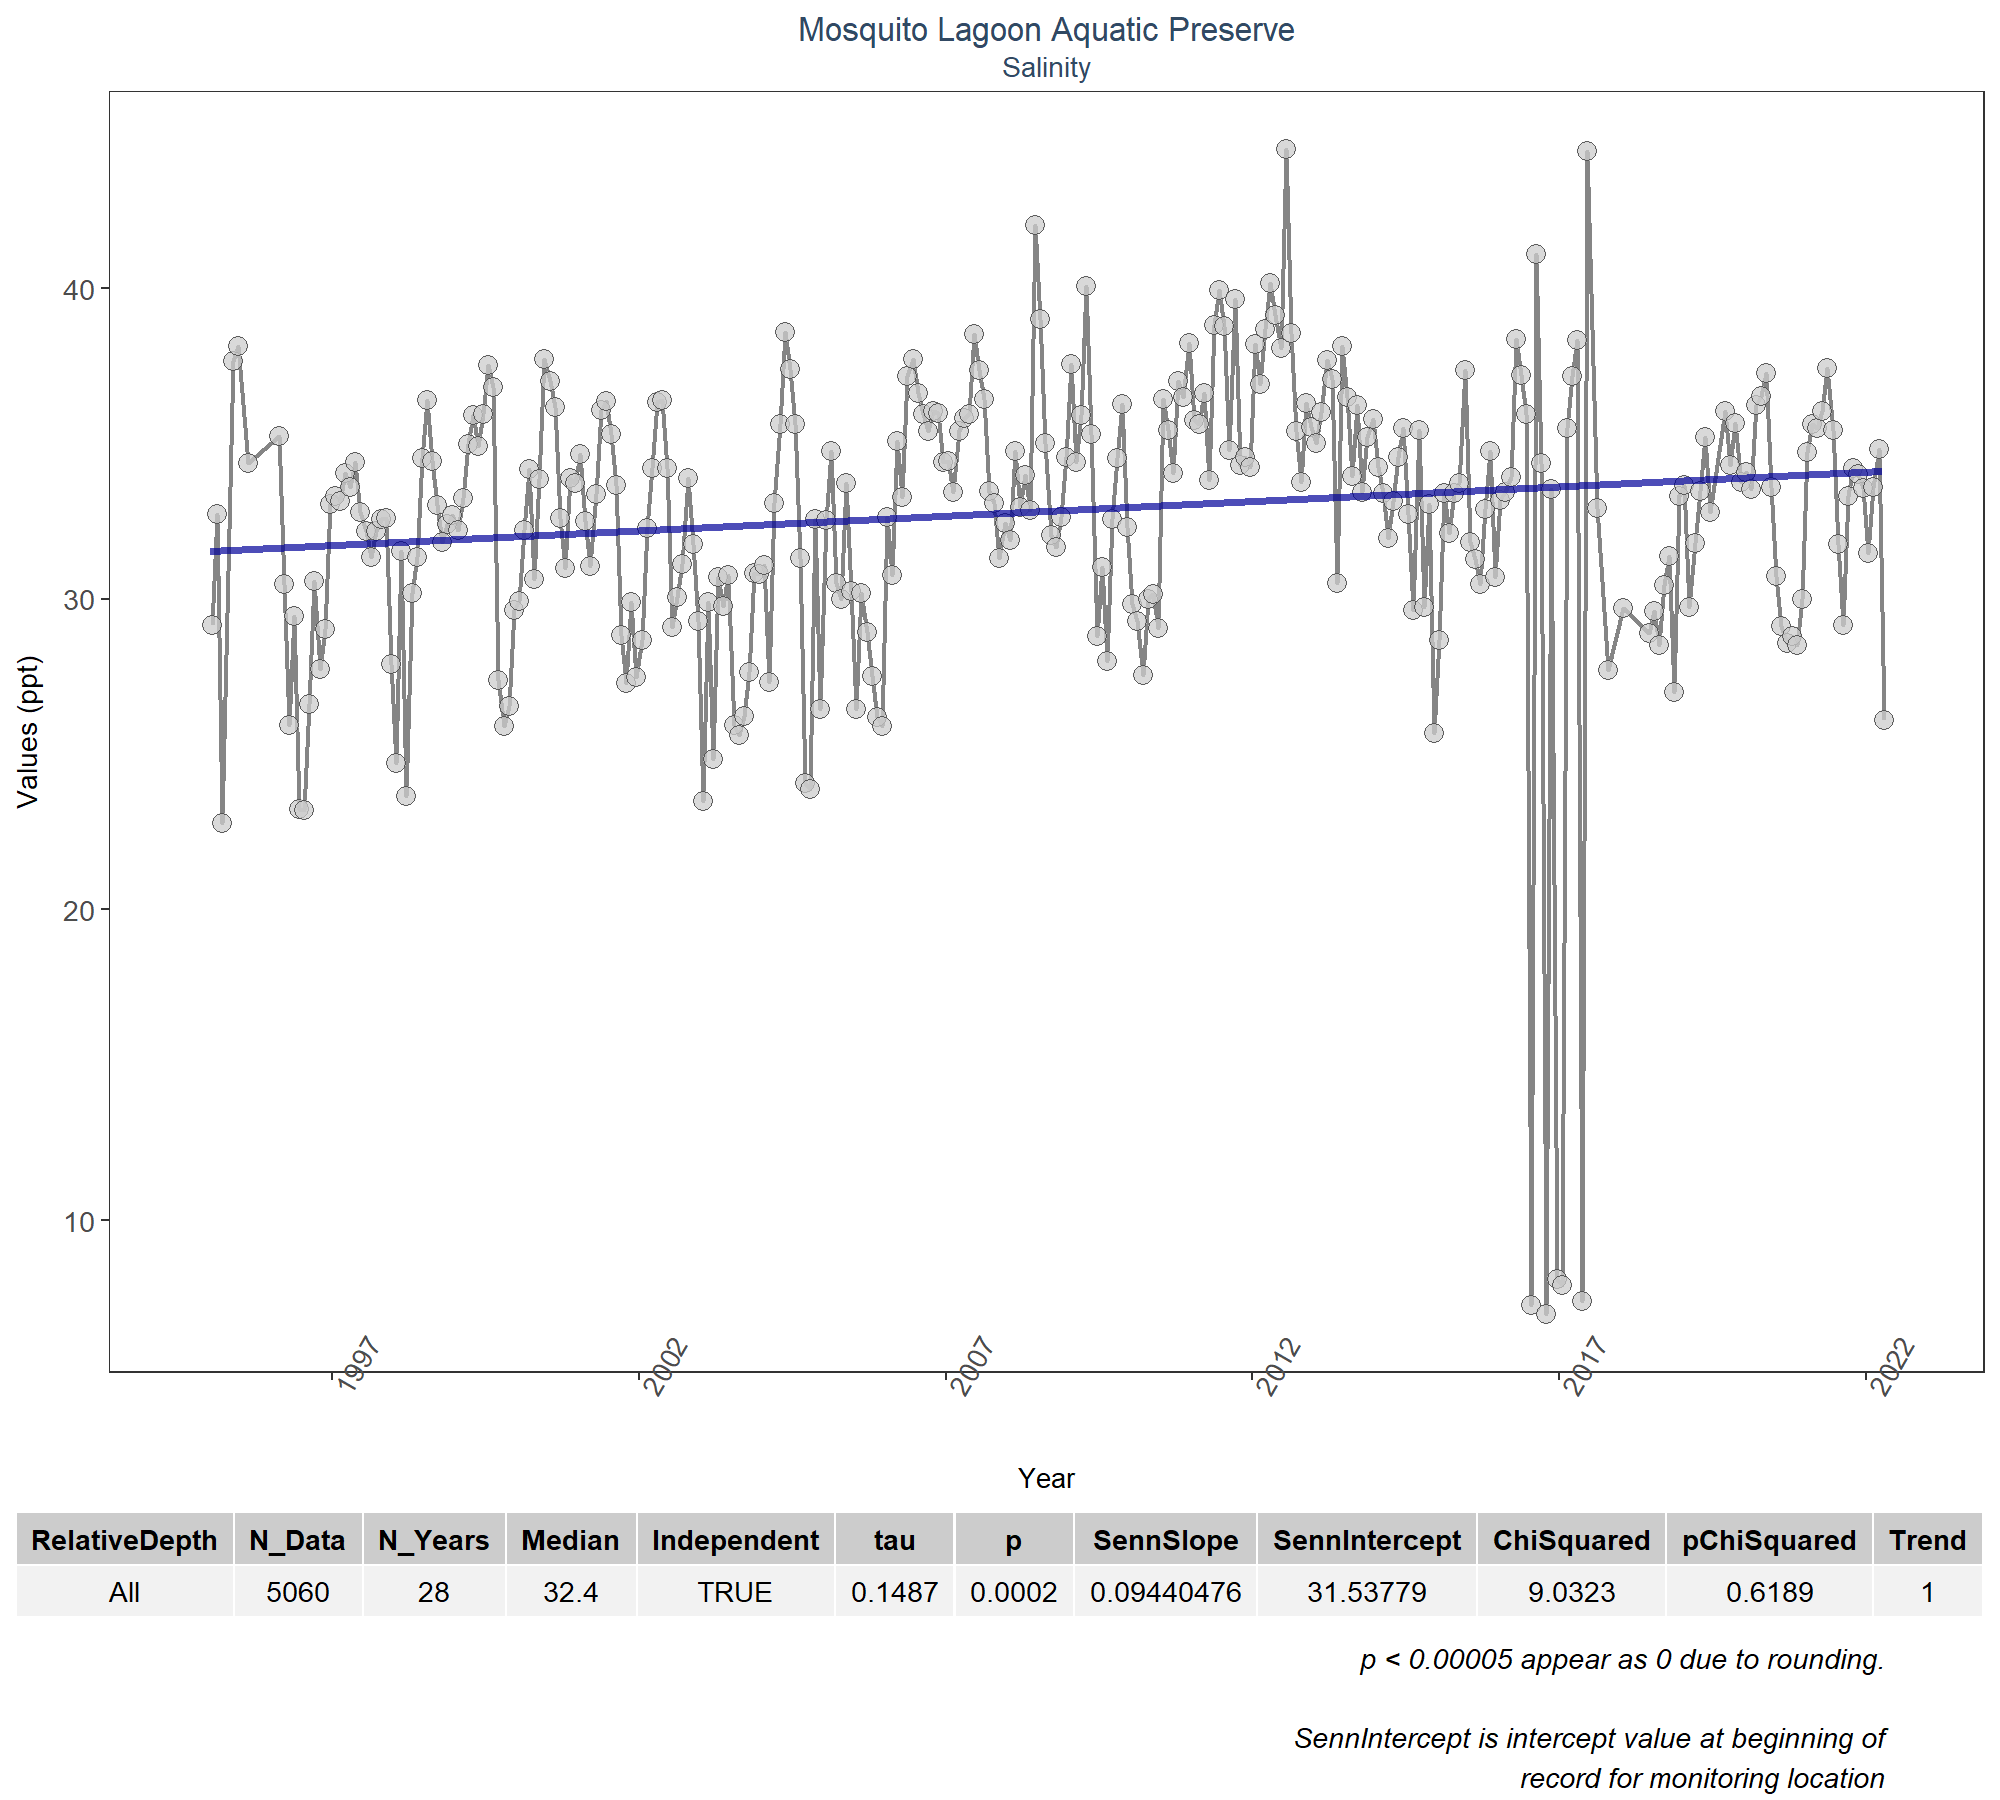 Mosquito Lagoon Aquatic Preserve
Salinity
40
30
20
10
Values (ppt)
1997 2002 2007 2012 2017 2022
Year
RelativeDepth N_Data N_Years Median Independent tau p SennSlope SennIntercept ChiSquared pChiSquared Trend
All 5060 28 32.4 TRUE 0.1487 0.0002 0.09440476 31.53779 9.0323 0.6189 1
p < 0.00005 appear as 0 due to rounding.
SennIntercept is intercept value at beginning of
record for monitoring location